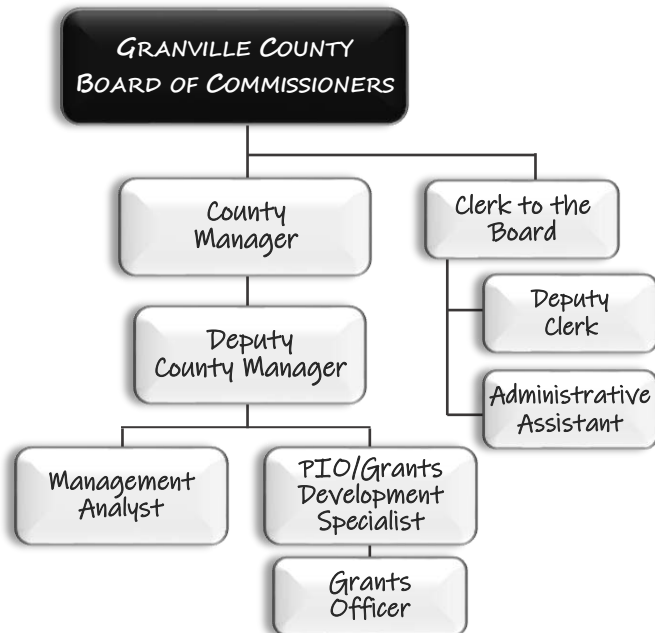 GRANVILLE COUNTY
BOARD OF COMMISSIONERS
County
Manager
Clerk to the
Board
Deputy
Clerk
Deputy
County Manager
Administrative
Assistant
Management
Analyst
PIO/Grants
Development
Specialist
Grants
Officer